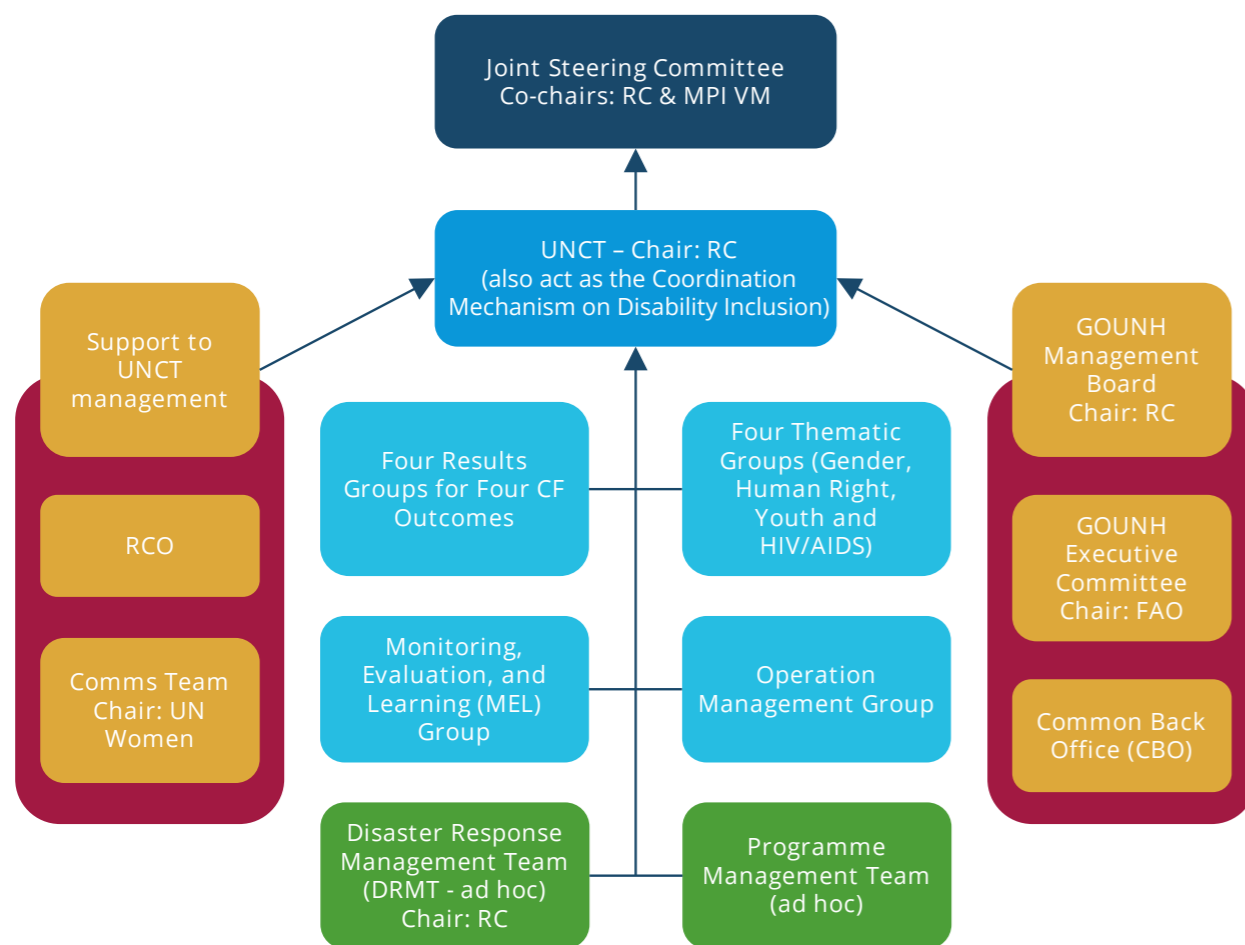 Joint Steering Committee
Co-chairs: RC & MPI VM
UNCT – Chair: RC
(also act as the Coordination
Mechanism on Disability Inclusion)
Support to
UNCT
management
RCO
Comms Team
Chair: UN
Women
Four Results
Groups for Four CF
Outcomes
Four Thematic
Groups (Gender,
Human Right,
Youth and
HIV/AIDS)
Monitoring,
Evaluation, and
Learning (MEL)
Group
Operation
Management Group
Disaster Response
Management Team
(DRMT - ad hoc)
Chair: RC
Programme
Management Team
(ad hoc)
GOUNH
Management
Board
Chair: RC
GOUNH
Executive
Committee
Chair: FAO
Common Back
Office (CBO)